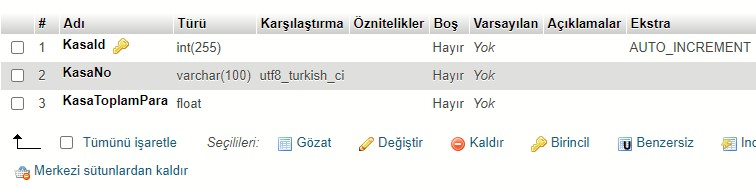 # Adı Türü Karşılaştırma Öznitelikler Boş Varsayılan Açıklamalar Ekstra
1 KasaId int(255) Hayır Yok AUTO_INCREMENT
2 KasaNo varchar(100) utf8_turkish_ci Hayır Yok
3 KasaToplamPara float Hayır Yok
Tümünü işaretle Seçilileri: Gözat Değiştir Kaldır Birincil Benzersiz
Merkezi sütunlardan kaldır